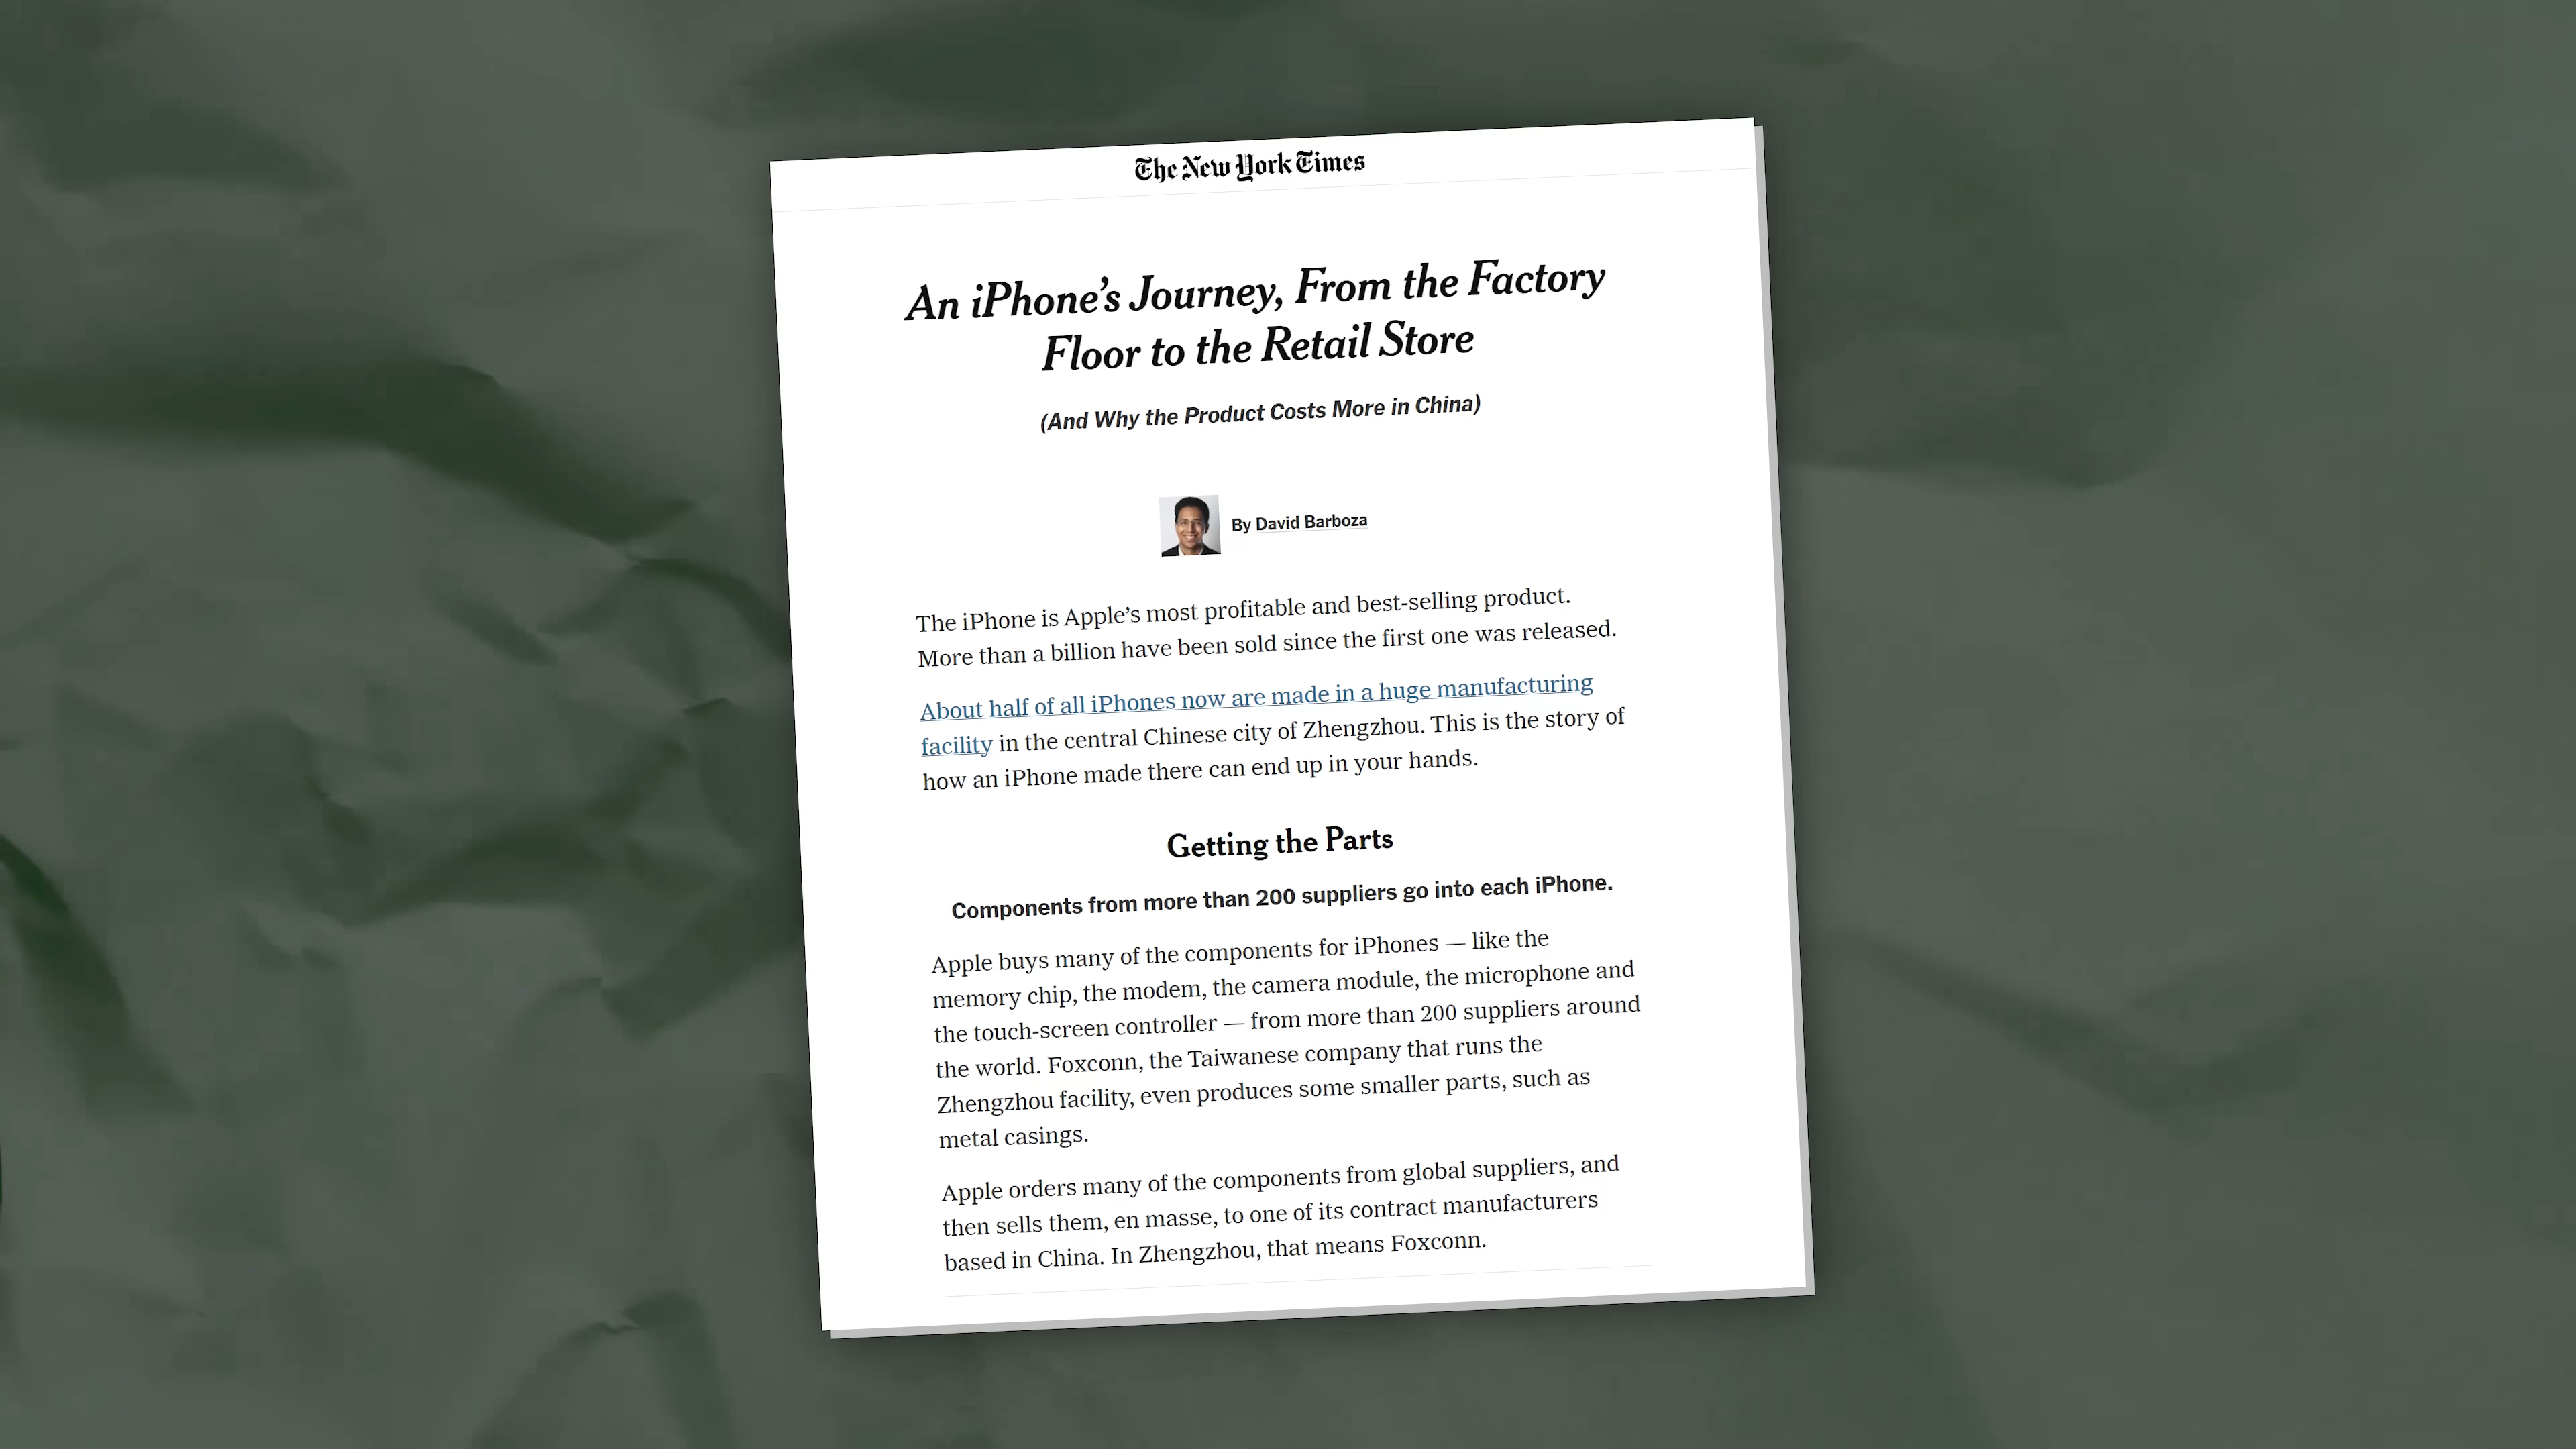 The New York Times
An iPhone’s Journey, From the Factory
Floor to the Retail Store
(And Why the Product Costs More in China)
By David Barboza
The iPhone is Apple’s most profitable and best-selling product.
More than a billion have been sold since the first one was released.
About half of all iPhones now are made in a huge manufacturing
facility in the central Chinese city of Zhengzhou. This is the story of
how an iPhone made there can end up in your hands.
Getting the Parts
Components from more than 200 suppliers go into each iPhone.
Apple buys many of the components for iPhones — like the
memory chip, the modem, the camera module, the microphone and
the touch-screen controller — from more than 200 suppliers around
the world. Foxconn, the Taiwanese company that runs the
Zhengzhou facility, even produces some smaller parts, such as
metal casings.
Apple orders many of the components from global suppliers, and
then sells them, en masse, to one of its contract manufacturers
based in China. In Zhengzhou, that means Foxconn.